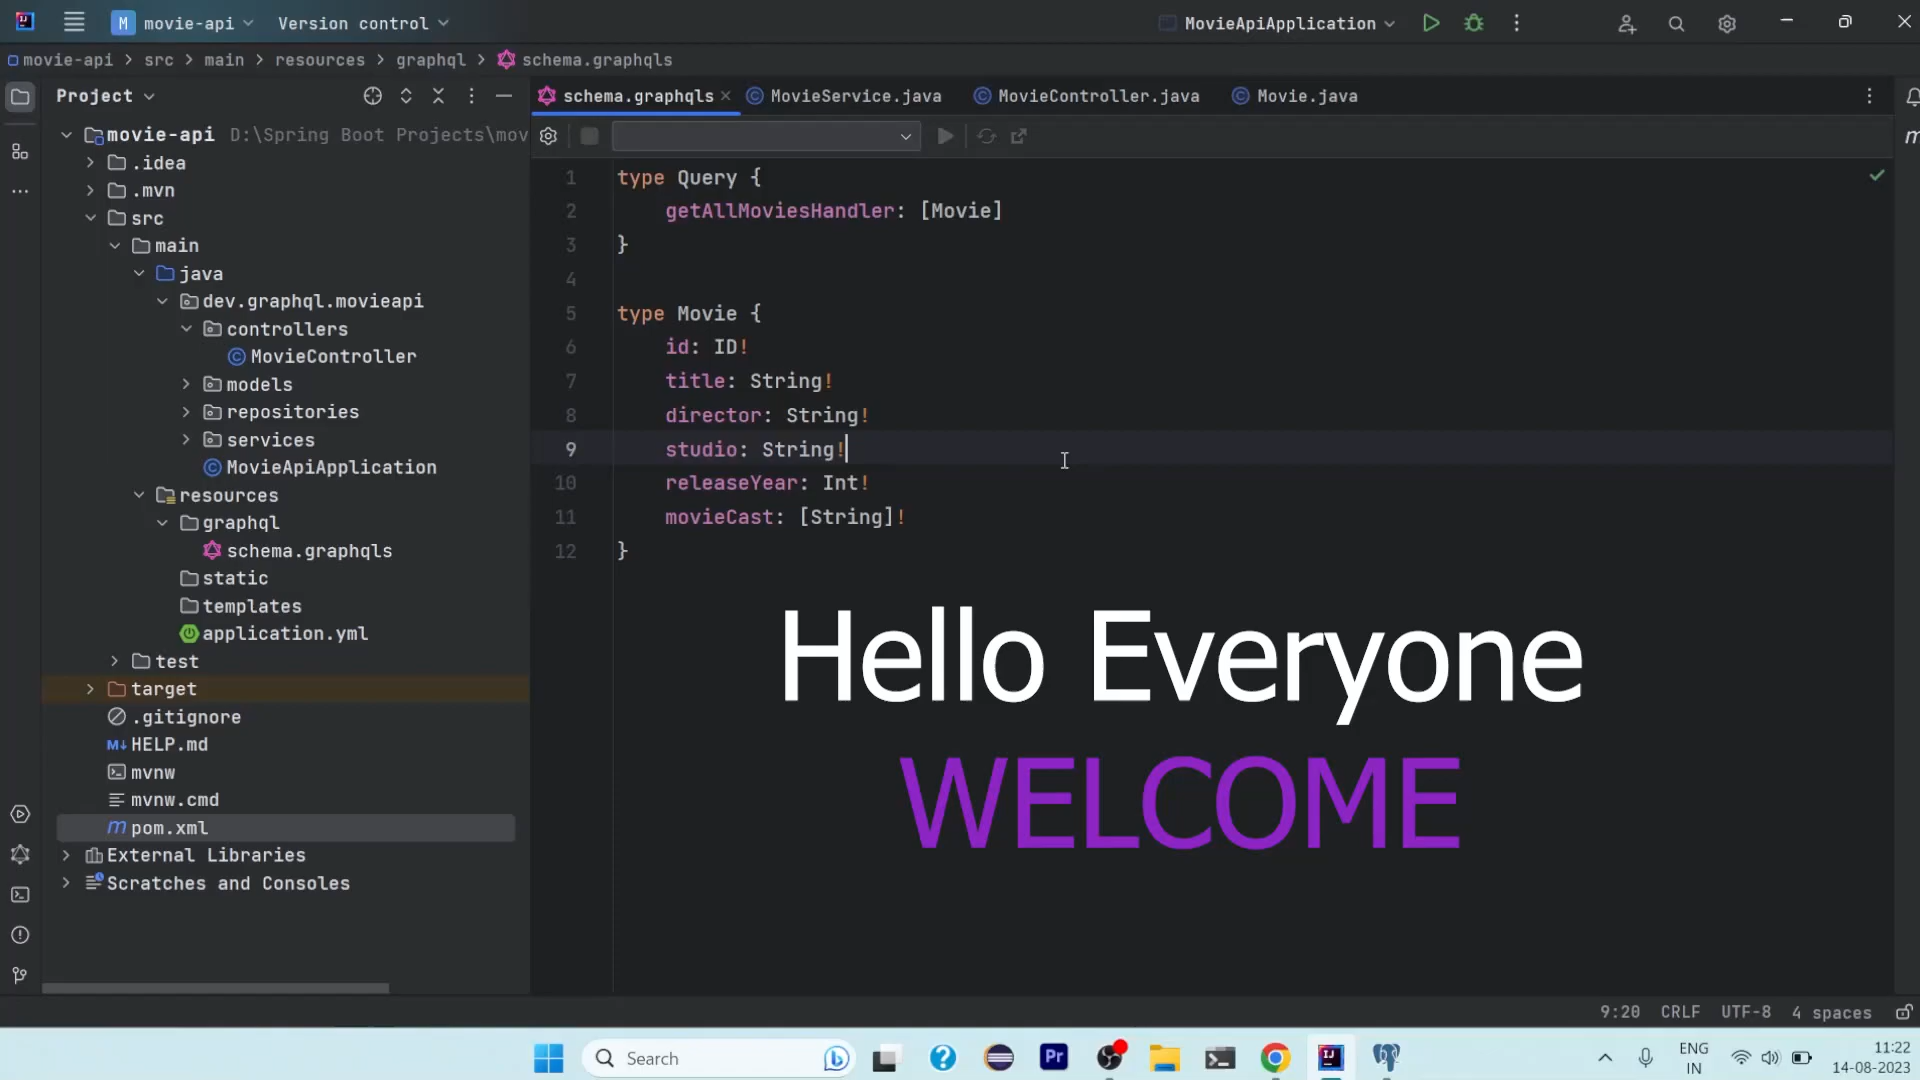 M movie-api Version control MovieApiApplication
movie-api > src > main > resources > graphql > schema.graphqls
Project
schema.graphqls MovieService.java MovieController.java Movie.java
movie-api D:\Spring Boot Projects\mov
.idea
.mvn
src
main
java
dev.graphql.movieapi
controllers
MovieController
models
repositories
services
MovieApiApplication
resources
graphql
schema.graphqls
static
templates
application.yml
test
target
.gitignore
HELP.md
mvnw
mvnw.cmd
pom.xml
External Libraries
Scratches and Consoles
1 type Query {
2 getAllMoviesHandler: [Movie]
3 }
4
5 type Movie {
6 id: ID!
7 title: String!
8 director: String!
9 studio: String!
10 releaseYear: Int!
11 movieCast: [String]!
12 }
Hello Everyone
WELCOME
9:20 CRLF UTF-8 4 spaces
Search
Pr
ENG
IN
11:22
14-08-2023